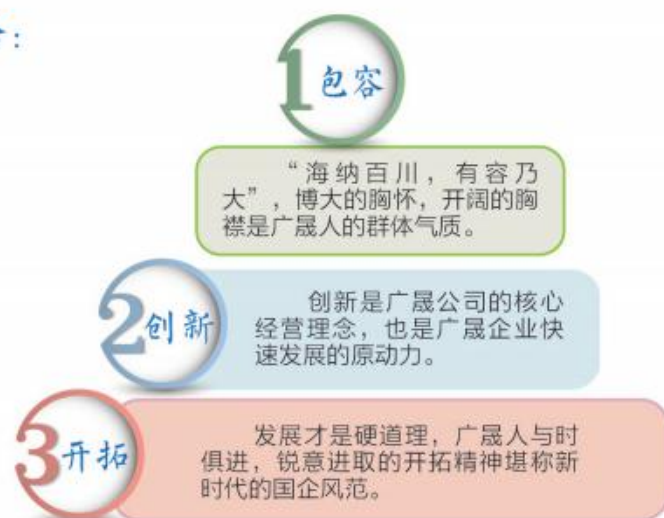 1 包容
“海纳百川，有容乃
大”，博大的胸怀，开阔的胸
襟是广晟人的群体气质。
2 创新
创新是广晟公司的核心
经营理念，也是广晟企业快
速发展的原动力。
3 开拓
发展才是硬道理，广晟人与时
俱进，锐意进取的开拓精神堪称新
时代的国企风范。